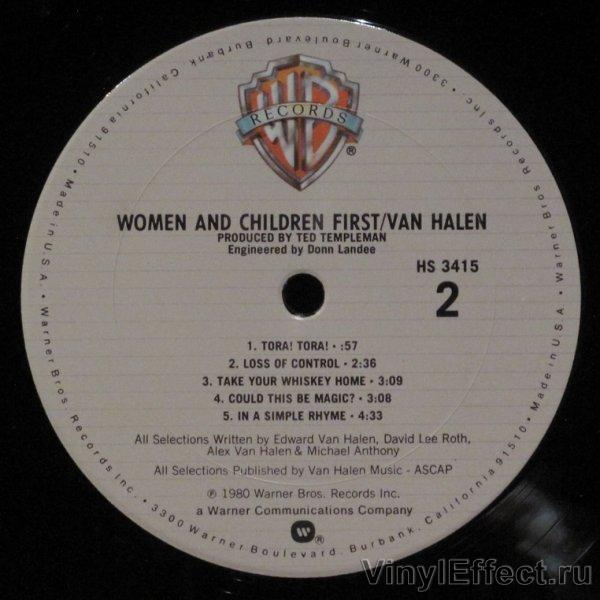 3300 Warner Boulevard, Burbank, California 91510 • Made in U.S.A. • Warner Bros. Records Inc. • 3300 Warner Boulevard, Burbank, California 91510 • Made in U.S.A. • Warner Bros. Records Inc. •
WB
RECORDS
®
WOMEN AND CHILDREN FIRST/VAN HALEN
PRODUCED BY TED TEMPLEMAN
Engineered by Donn Landee
HS 3415
2
1. TORA! TORA! • :57
2. LOSS OF CONTROL • 2:36
3. TAKE YOUR WHISKEY HOME • 3:09
4. COULD THIS BE MAGIC? • 3:08
5. IN A SIMPLE RHYME • 4:33
All Selections Written by Edward Van Halen, David Lee Roth,
Alex Van Halen & Michael Anthony
All Selections Published by Van Halen Music - ASCAP
℗ 1980 Warner Bros. Records Inc.
a Warner Communications Company
®
VinylEffect.ru